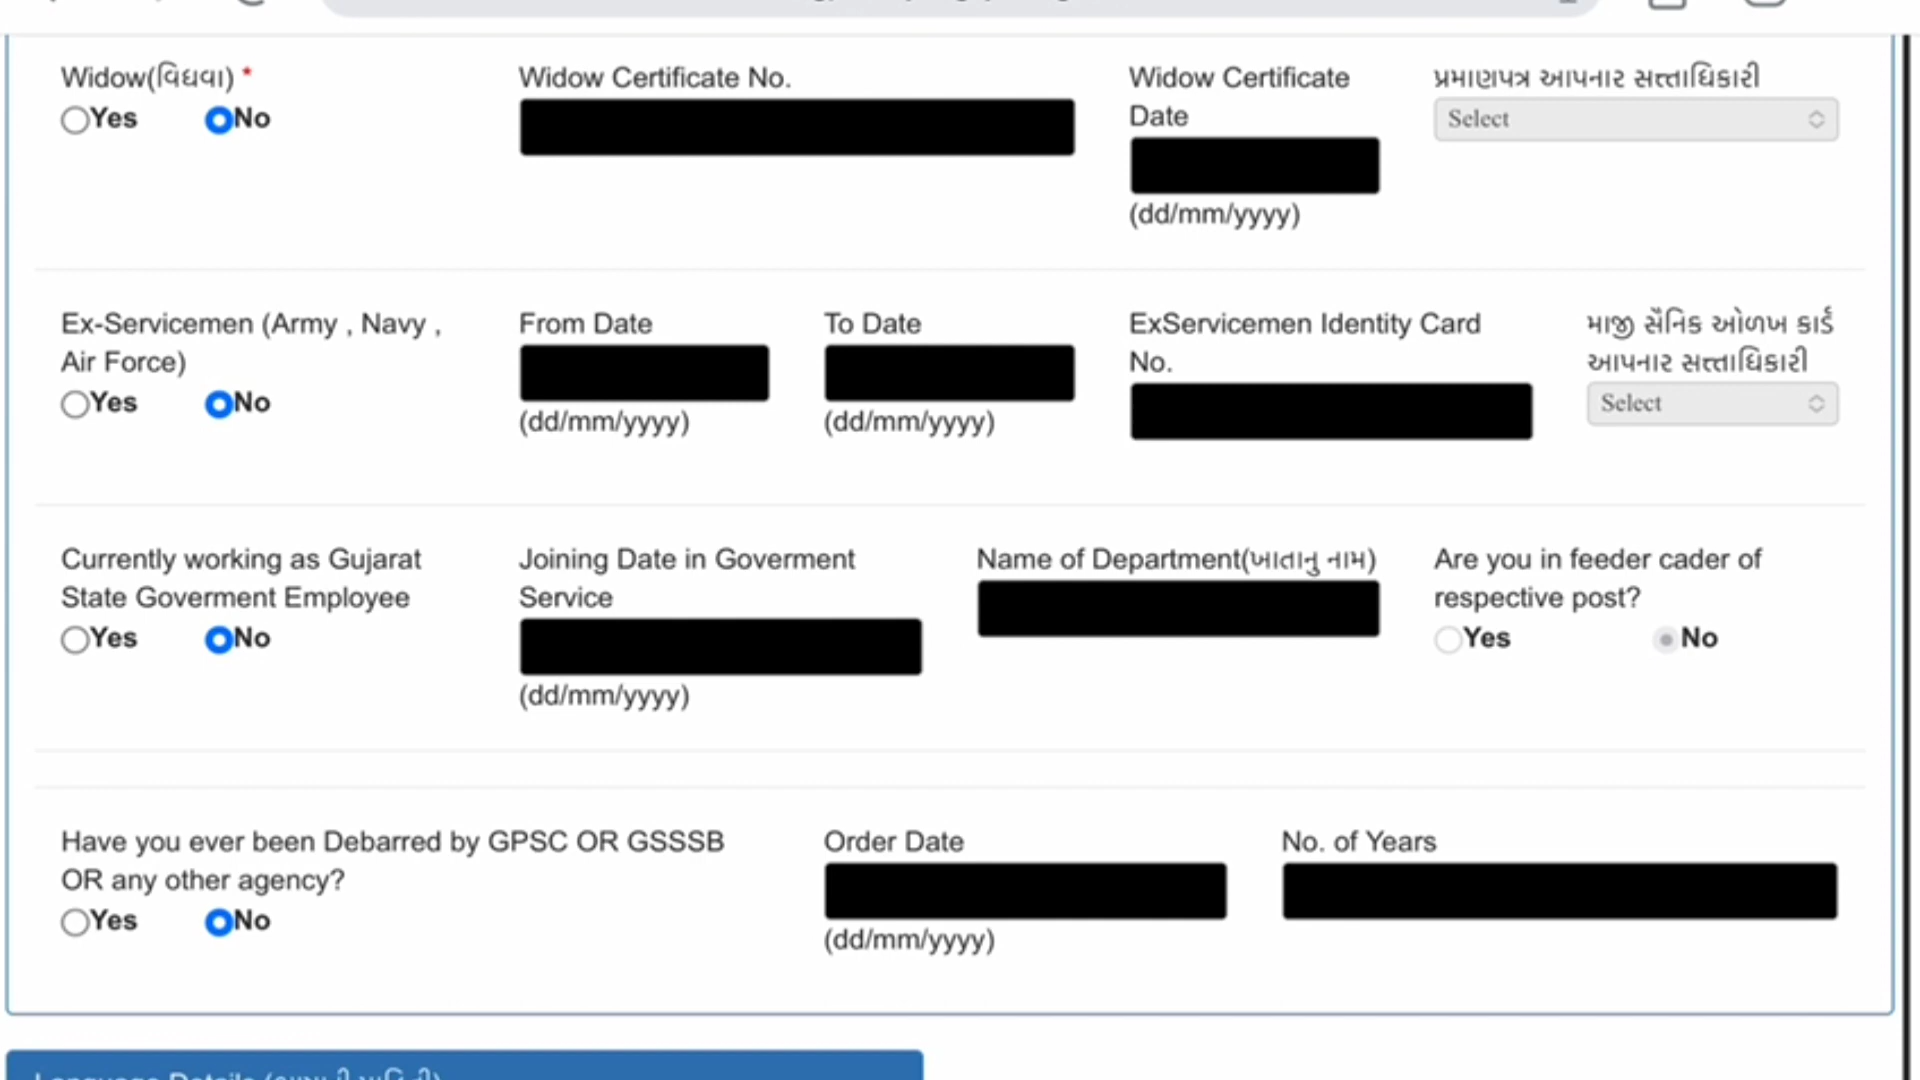 Widow(વિધવા) *
Yes No
Widow Certificate No.
Widow Certificate
Date
(dd/mm/yyyy)
પ્રમાણપત્ર આપનાર સત્તાધિકારી
Select
Ex-Servicemen (Army , Navy ,
Air Force)
Yes No
From Date
(dd/mm/yyyy)
To Date
(dd/mm/yyyy)
ExServicemen Identity Card
No.
માજી સૈનિક ઓળખ કાર્ડ
આપનાર સત્તાધિકારી
Select
Currently working as Gujarat
State Goverment Employee
Yes No
Joining Date in Goverment
Service
(dd/mm/yyyy)
Name of Department(ખાતાનુ નામ)
Are you in feeder cader of
respective post?
Yes No
Have you ever been Debarred by GPSC OR GSSSB
OR any other agency?
Yes No
Order Date
(dd/mm/yyyy)
No. of Years
Language Details